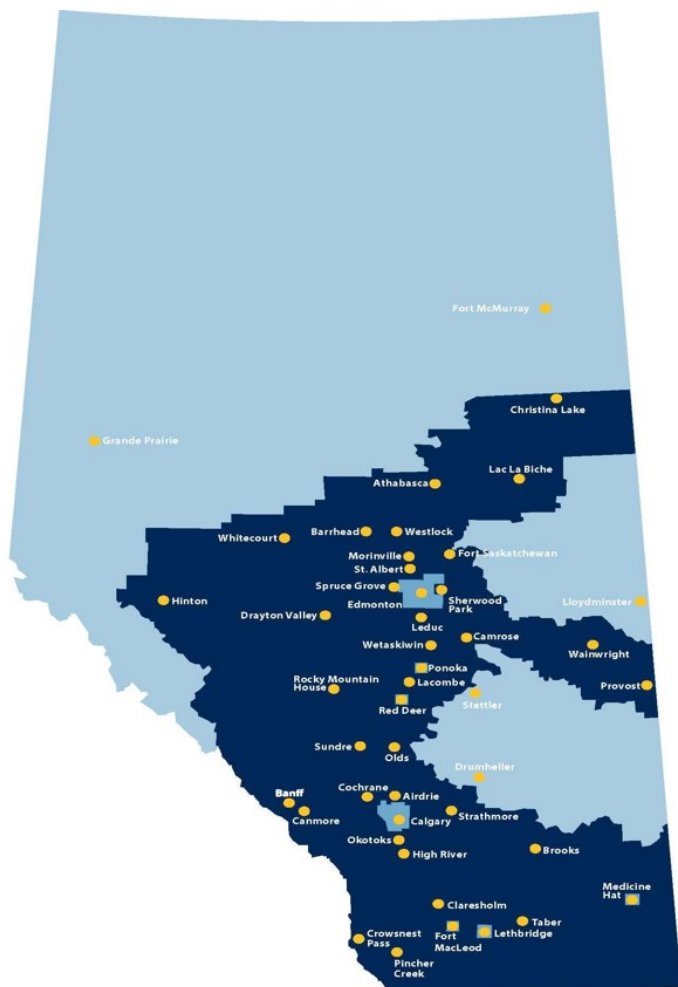 Fort McMurray
Christina Lake
Grande Prairie
Lac La Biche
Athabasca
Barrhead
Westlock
Whitecourt
Morinville
Fort Saskatchewan
St. Albert
Spruce Grove
Hinton
Edmonton
Sherwood
Park
Lloydminster
Drayton Valley
Leduc
Camrose
Wetaskiwin
Wainwright
Ponoka
Rocky Mountain
House
Lacombe
Provost
Stettler
Red Deer
Sundre
Olds
Drumheller
Banff
Cochrane
Airdrie
Canmore
Calgary
Strathmore
Okotoks
High River
Brooks
Medicine
Hat
Claresholm
Taber
Fort
MacLeod
Lethbridge
Crowsnest
Pass
Pincher
Creek